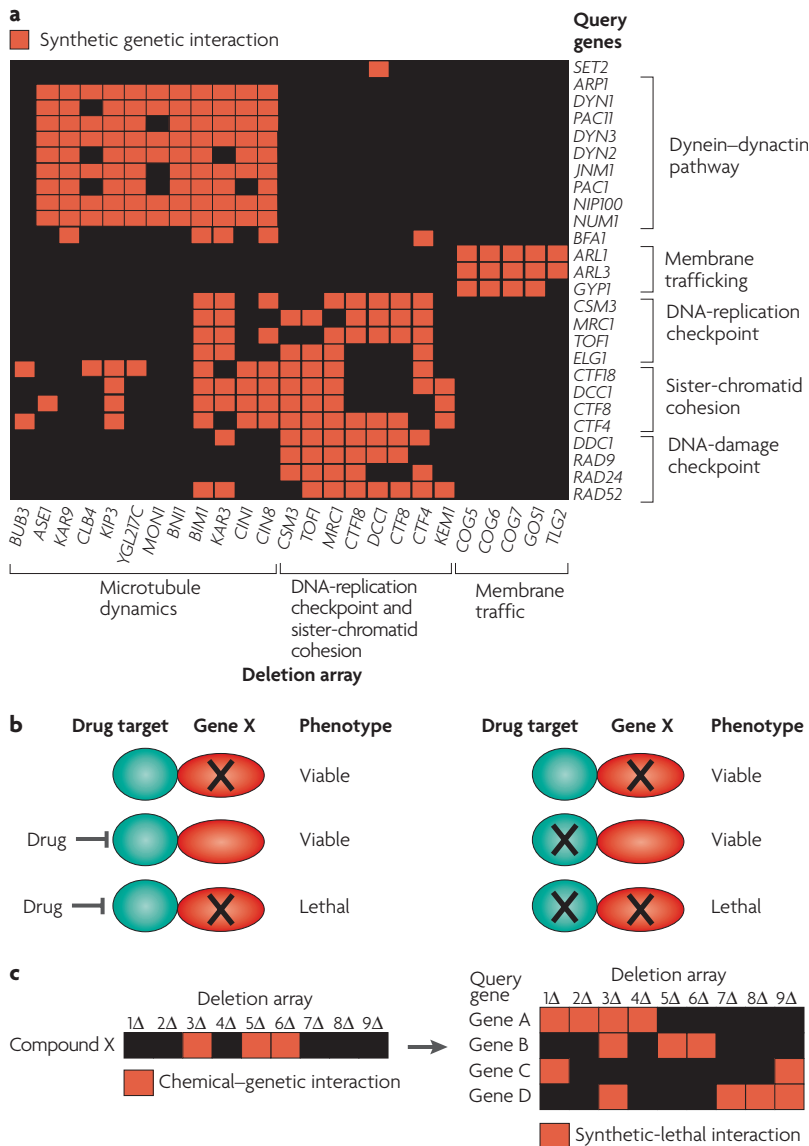 a
Synthetic genetic interaction
Query genes
SET2
ARP1
DYN1
PAC11
DYN3
DYN2
JNM1
PAC1
NIP100
NUM1
BFA1
ARL1
ARL3
GYP1
CSM3
MRC1
TOF1
ELG1
CTF18
DCC1
CTF8
CTF4
DDC1
RAD9
RAD24
RAD52
Dynein–dynactin pathway
Membrane trafficking
DNA-replication checkpoint
Sister-chromatid cohesion
DNA-damage checkpoint
BUB3 ASE1 KAR9 CLB4 KIP3 YGL217C MON1 BNI1 BIM1 KAR3 CIN1 CIN8 CSM3 TOF1 MRC1 CTF18 DCC1 CTF8 CTF4 KEM1 COG5 COG6 COG7 GOS1 TLG2
Microtubule dynamics
DNA-replication checkpoint and sister-chromatid cohesion
Membrane traffic
Deletion array
b
Drug target Gene X Phenotype
Viable
Drug Viable
Drug Lethal
Drug target Gene X Phenotype
Viable
Viable
Lethal
c
Deletion array
1Δ 2Δ 3Δ 4Δ 5Δ 6Δ 7Δ 8Δ 9Δ
Compound X
Chemical–genetic interaction
Query gene
Deletion array
1Δ 2Δ 3Δ 4Δ 5Δ 6Δ 7Δ 8Δ 9Δ
Gene A
Gene B
Gene C
Gene D
Synthetic-lethal interaction